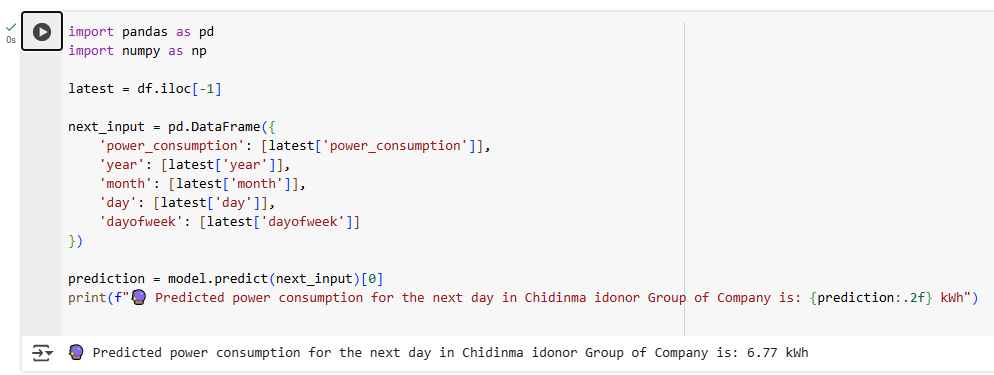 0s
import pandas as pd
import numpy as np
latest = df.iloc[-1]
next_input = pd.DataFrame({
    'power_consumption': [latest['power_consumption']],
    'year': [latest['year']],
    'month': [latest['month']],
    'day': [latest['day']],
    'dayofweek': [latest['dayofweek']]
})
prediction = model.predict(next_input)[0]
print(f"🔮 Predicted power consumption for the next day in Chidinma idonor Group of Company is: {prediction:.2f} kWh")
🔮 Predicted power consumption for the next day in Chidinma idonor Group of Company is: 6.77 kWh